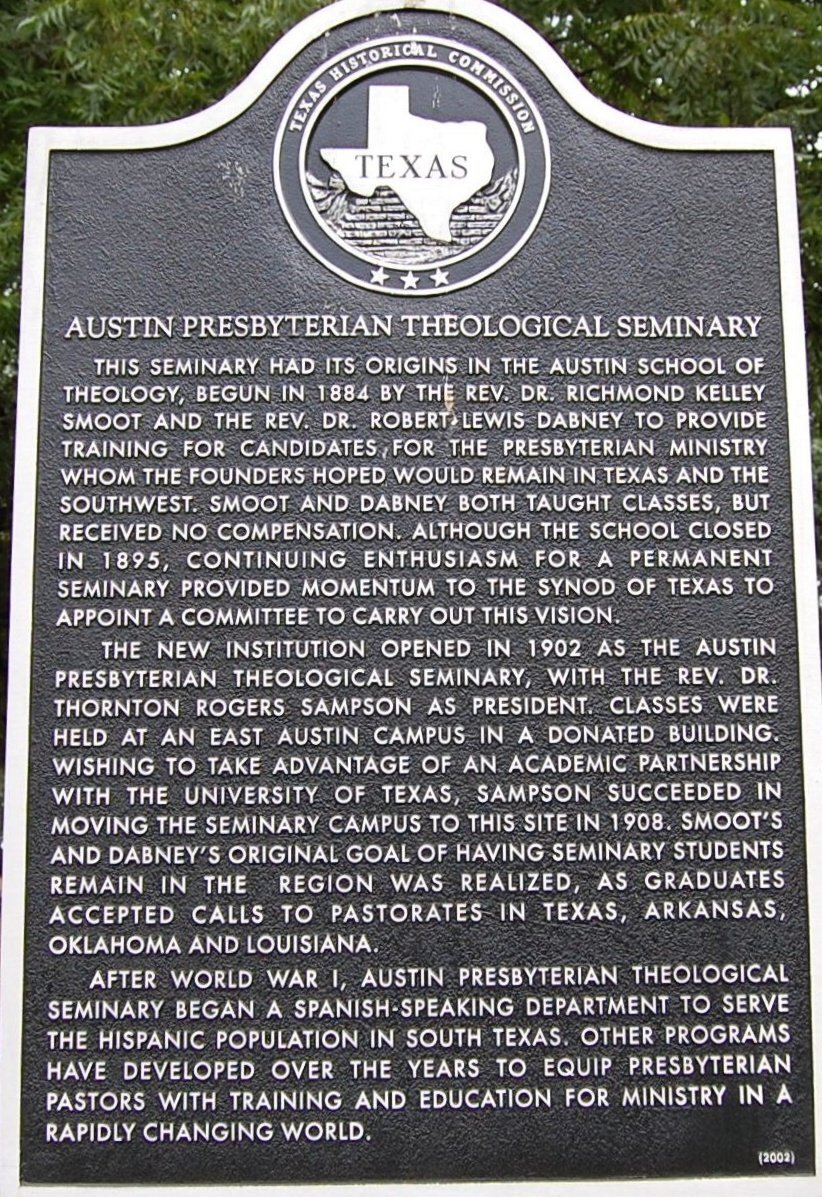 TEXAS HISTORICAL COMMISSION
TEXAS
AUSTIN PRESBYTERIAN THEOLOGICAL SEMINARY
THIS SEMINARY HAD ITS ORIGINS IN THE AUSTIN SCHOOL OF
THEOLOGY, BEGUN IN 1884 BY THE REV. DR. RICHMOND KELLEY
SMOOT AND THE REV. DR. ROBERT LEWIS DABNEY TO PROVIDE
TRAINING FOR CANDIDATES FOR THE PRESBYTERIAN MINISTRY
WHOM THE FOUNDERS HOPED WOULD REMAIN IN TEXAS AND THE
SOUTHWEST. SMOOT AND DABNEY BOTH TAUGHT CLASSES, BUT
RECEIVED NO COMPENSATION. ALTHOUGH THE SCHOOL CLOSED
IN 1895, CONTINUING ENTHUSIASM FOR A PERMANENT
SEMINARY PROVIDED MOMENTUM TO THE SYNOD OF TEXAS TO
APPOINT A COMMITTEE TO CARRY OUT THIS VISION.
THE NEW INSTITUTION OPENED IN 1902 AS THE AUSTIN
PRESBYTERIAN THEOLOGICAL SEMINARY, WITH THE REV. DR.
THORNTON ROGERS SAMPSON AS PRESIDENT. CLASSES WERE
HELD AT AN EAST AUSTIN CAMPUS IN A DONATED BUILDING.
WISHING TO TAKE ADVANTAGE OF AN ACADEMIC PARTNERSHIP
WITH THE UNIVERSITY OF TEXAS, SAMPSON SUCCEEDED IN
MOVING THE SEMINARY CAMPUS TO THIS SITE IN 1908. SMOOT'S
AND DABNEY'S ORIGINAL GOAL OF HAVING SEMINARY STUDENTS
REMAIN IN THE REGION WAS REALIZED, AS GRADUATES
ACCEPTED CALLS TO PASTORATES IN TEXAS, ARKANSAS,
OKLAHOMA AND LOUISIANA.
AFTER WORLD WAR I, AUSTIN PRESBYTERIAN THEOLOGICAL
SEMINARY BEGAN A SPANISH-SPEAKING DEPARTMENT TO SERVE
THE HISPANIC POPULATION IN SOUTH TEXAS. OTHER PROGRAMS
HAVE DEVELOPED OVER THE YEARS TO EQUIP PRESBYTERIAN
PASTORS WITH TRAINING AND EDUCATION FOR MINISTRY IN A
RAPIDLY CHANGING WORLD.
(2002)